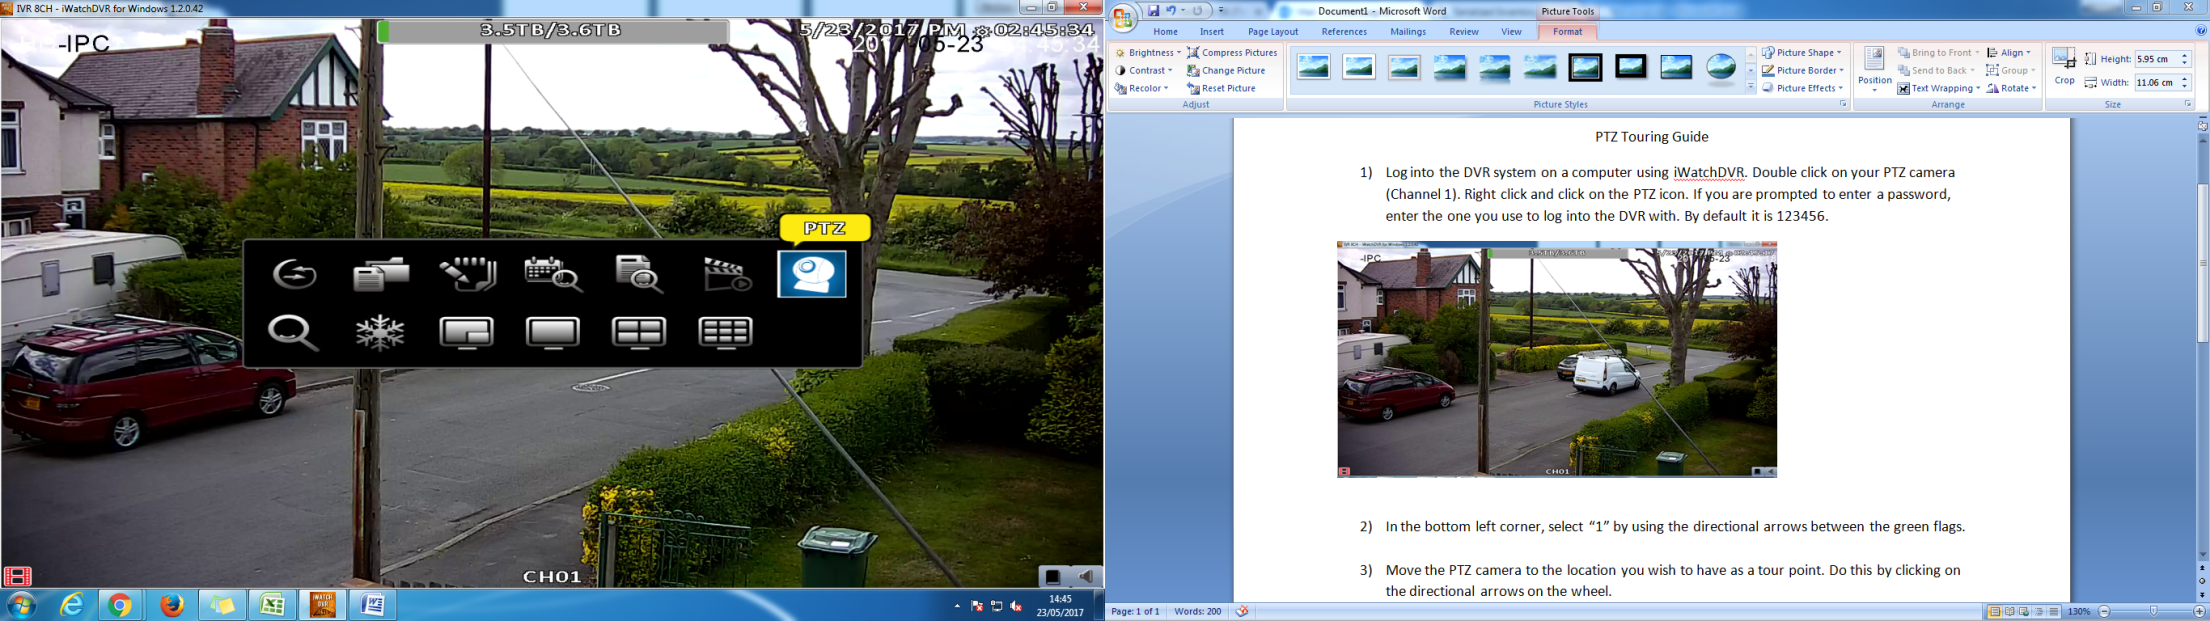 IVR 8CH - iWatchDVR for Windows 1.2.0.42
-IPC
3.5TB/3.6TB
5/23/2017 PM 02:45:34
2017-05-23
PTZ
CH01
IWATCH
DVR
14:45
23/05/2017
Document1 - Microsoft Word
Picture Tools
Home Insert Page Layout References Mailings Review View Format
Brightness
Contrast
Recolor
Compress Pictures
Change Picture
Reset Picture
Adjust
Picture Styles
Picture Shape
Picture Border
Picture Effects
Position
Bring to Front
Send to Back
Text Wrapping
Align
Group
Rotate
Arrange
Crop
Height: 5.95 cm
Width: 11.06 cm
Size
PTZ Touring Guide
1) Log into the DVR system on a computer using iWatchDVR. Double click on your PTZ camera
(Channel 1). Right click and click on the PTZ icon. If you are prompted to enter a password,
enter the one you use to log into the DVR with. By default it is 123456.
-IPC
3.5TB/3.6TB
CH01
2) In the bottom left corner, select “1” by using the directional arrows between the green flags.
3) Move the PTZ camera to the location you wish to have as a tour point. Do this by clicking on
the directional arrows on the wheel.
Page: 1 of 1 Words: 200
130%